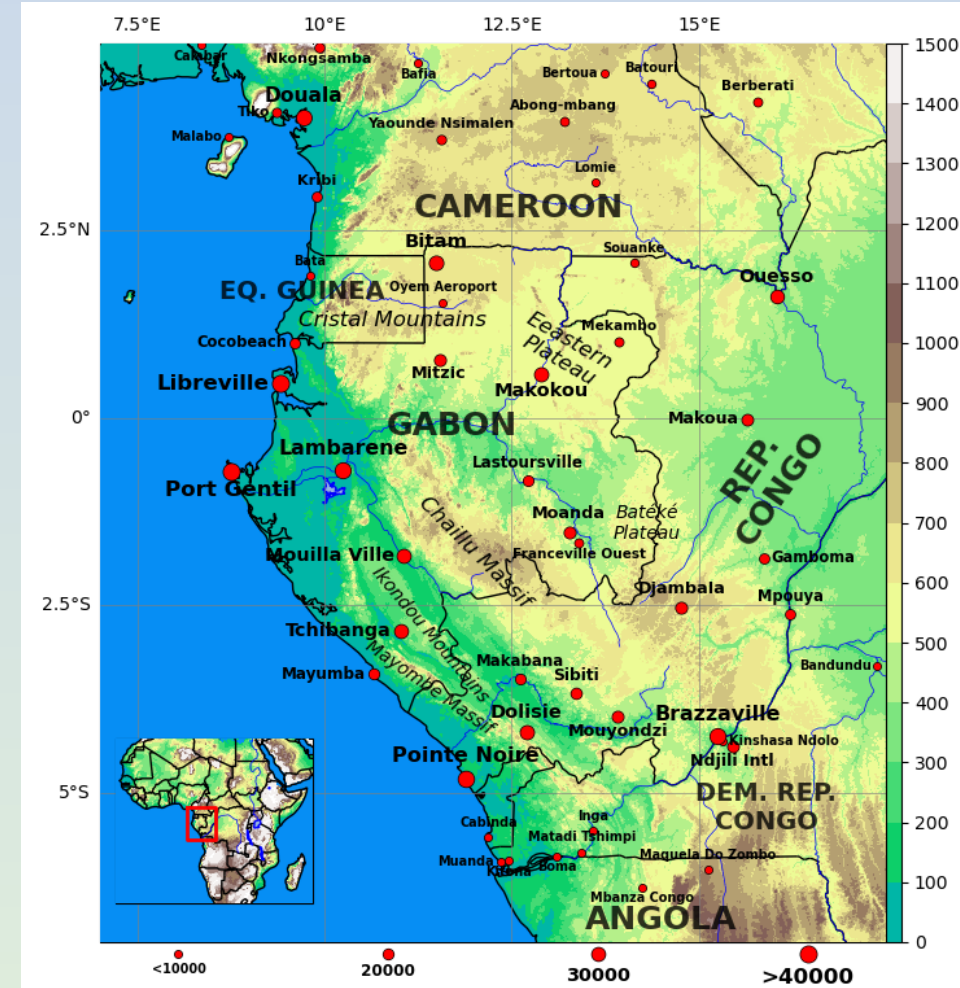 7.5°E 10°E 12.5°E 15°E
Calabar
Nkongsamba
Bafia
Bertoua
Batouri
Berberati
Douala
Tiko
Abong-mbang
Yaounde Nsimalen
Malabo
Lomie
Kribi
CAMEROON
2.5°N
Bitam
Souanke
Bata
Ouesso
EQ. GUINEA
Oyem Aeroport
Cristal Mountains
Eeastern
Plateau
Mekambo
Cocobeach
Mitzic
Libreville
Makokou
0°
GABON
Makoua
REP.
CONGO
Lambarene
Lastoursville
Port Gentil
Chaillu Massif
Moanda
Batéké
Plateau
Franceville Ouest
Mouilla Ville
Gamboma
Ikondou Mountains
Djambala
Mpouya
2.5°S
Tchibanga
Mayombe Massif
Makabana
Sibiti
Bandundu
Mayumba
Dolisie
Mouyondzi
Brazzaville
Kinshasa Ndolo
Ndjili Intl
Pointe Noire
5°S
DEM. REP.
CONGO
Cabinda
Inga
Matadi Tshimpi
Muanda
Kitona
Boma
Maquela Do Zombo
Mbanza Congo
ANGOLA
1500
1400
1300
1200
1100
1000
900
800
700
600
500
400
300
200
100
0
<10000 20000 30000 >40000